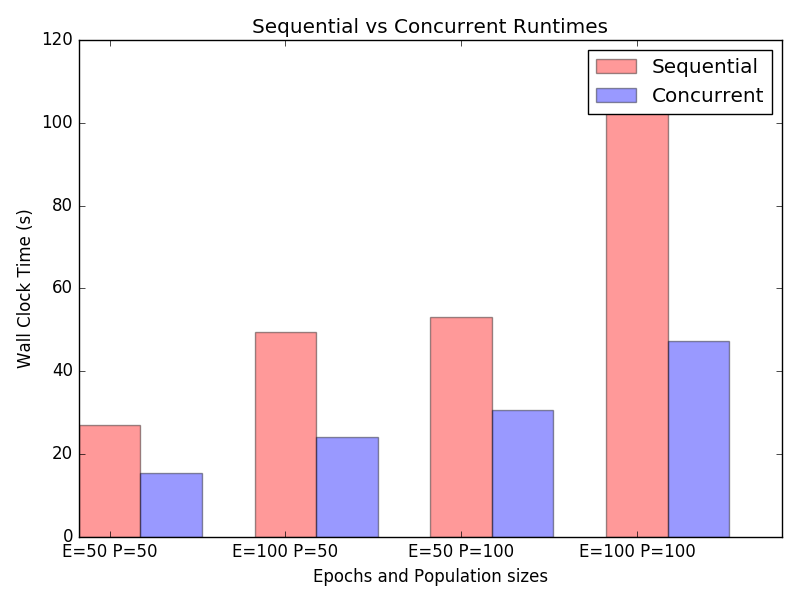 Sequential vs Concurrent Runtimes
120
100
80
60
40
20
0
Wall Clock Time (s)
Sequential
Concurrent
E=50 P=50
E=100 P=50
E=50 P=100
E=100 P=100
Epochs and Population sizes